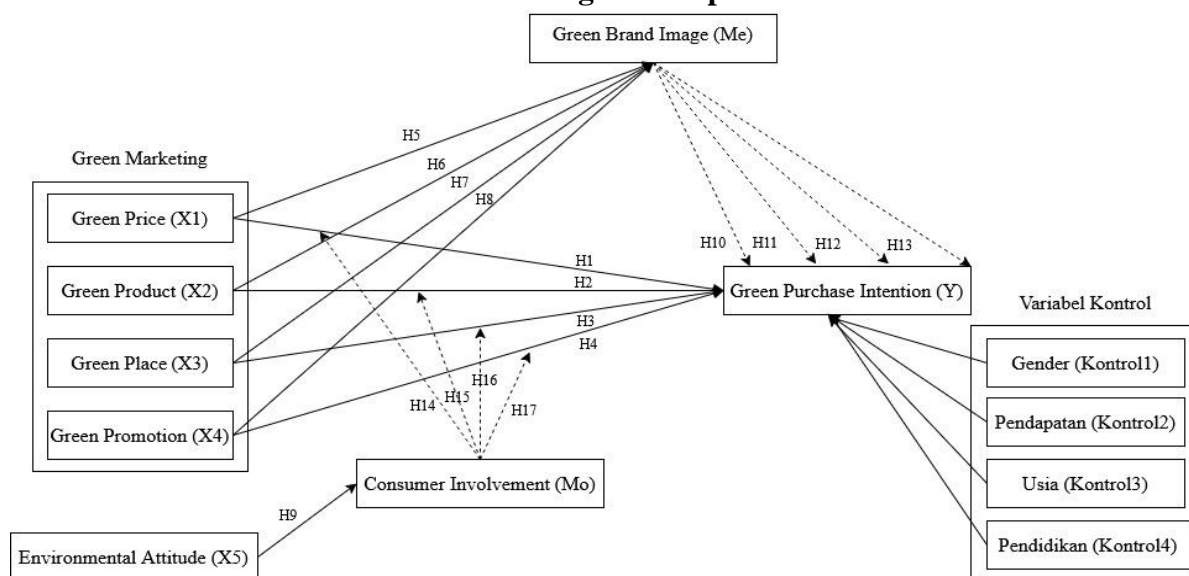 Green Brand Image (Me)
H5
Green Marketing
H6
H7
H8
Green Price (X1)
H10
H11
H12
H13
H1
Green Product (X2)
H2
Green Purchase Intention (Y)
Variabel Kontrol
H3
H4
Green Place (X3)
Gender (Kontrol1)
H14
H15
H16
H17
Green Promotion (X4)
Pendapatan (Kontrol2)
Consumer Involvement (Mo)
Usia (Kontrol3)
H9
Environmental Attitude (X5)
Pendidikan (Kontrol4)